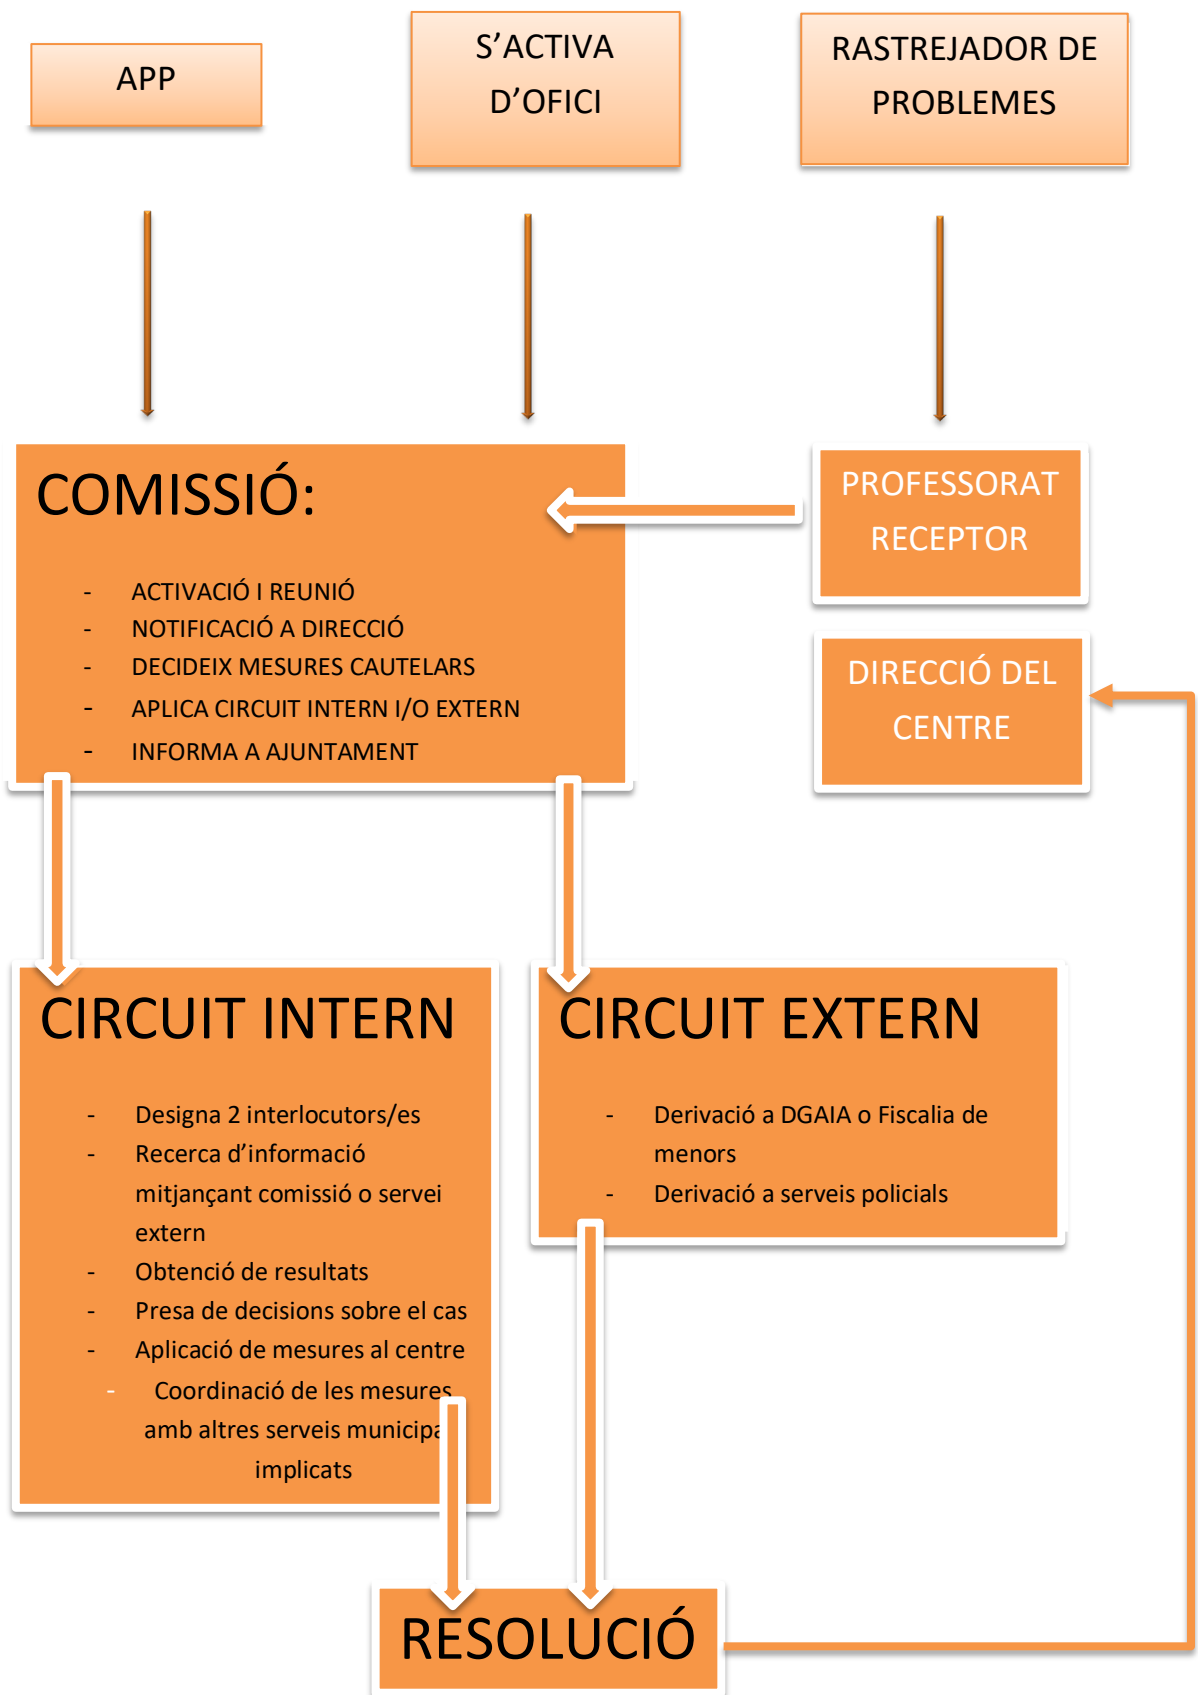 APP
S’ACTIVA
D’OFICI
RASTREJADOR DE
PROBLEMES
COMISSIÓ:
- ACTIVACIÓ I REUNIÓ
- NOTIFICACIÓ A DIRECCIÓ
- DECIDEIX MESURES CAUTELARS
- APLICA CIRCUIT INTERN I/O EXTERN
- INFORMA A AJUNTAMENT
PROFESSORAT
RECEPTOR
DIRECCIÓ DEL
CENTRE
CIRCUIT INTERN
- Designa 2 interlocutors/es
- Recerca d’informació
mitjançant comissió o servei
extern
- Obtenció de resultats
- Presa de decisions sobre el cas
- Aplicació de mesures al centre
- Coordinació de les mesures
amb altres serveis
implicats
CIRCUIT EXTERN
- Derivació a DGAIA o Fiscalia de
menors
- Derivació a serveis policials
RESOLUCIÓ